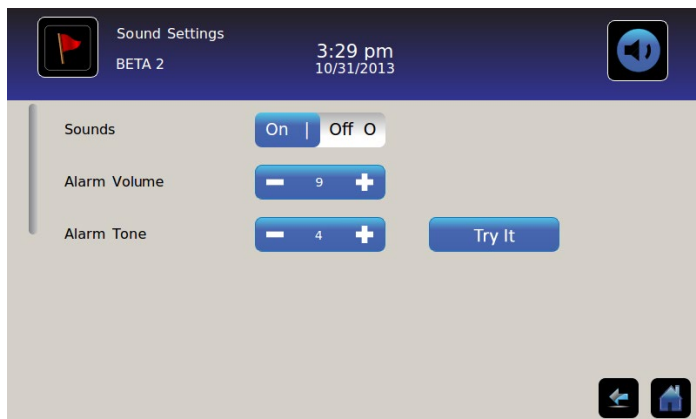 Sound Settings
BETA 2
3:29 pm
10/31/2013
Sounds On | Off O
Alarm Volume 9
Alarm Tone 4 Try It